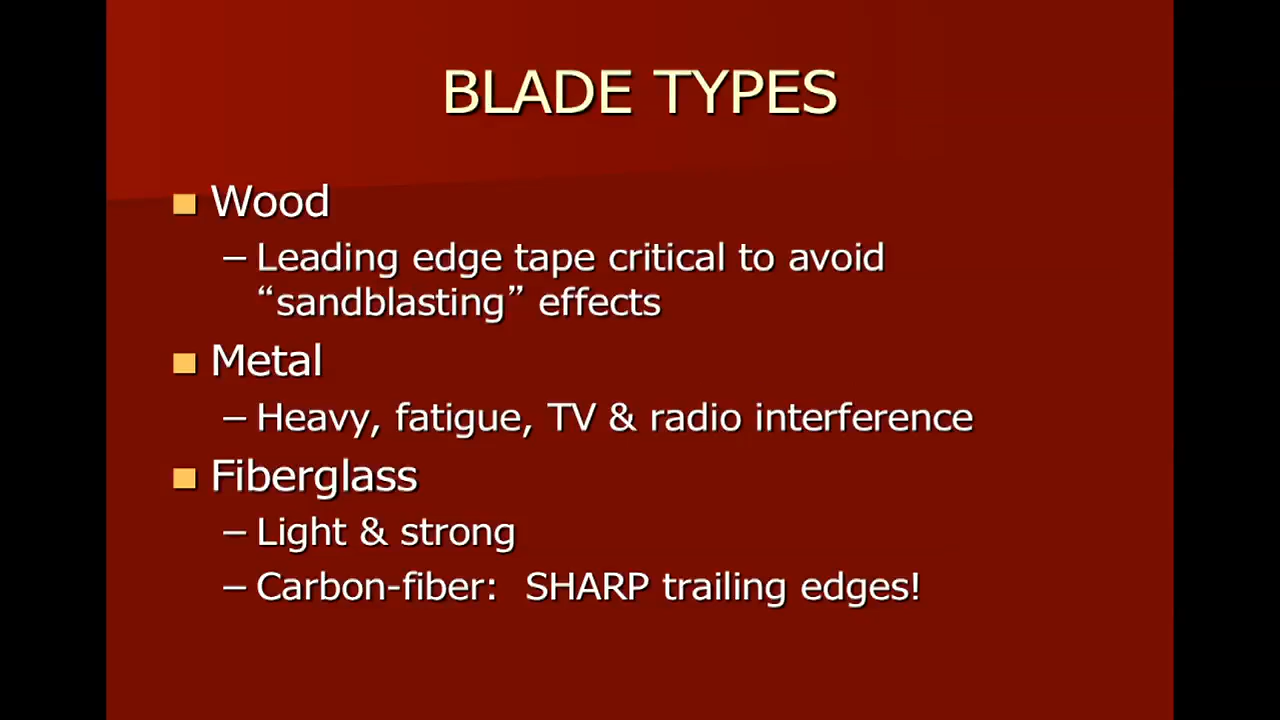 BLADE TYPES
Wood
– Leading edge tape critical to avoid
“sandblasting” effects
Metal
– Heavy, fatigue, TV & radio interference
Fiberglass
– Light & strong
– Carbon-fiber:  SHARP trailing edges!